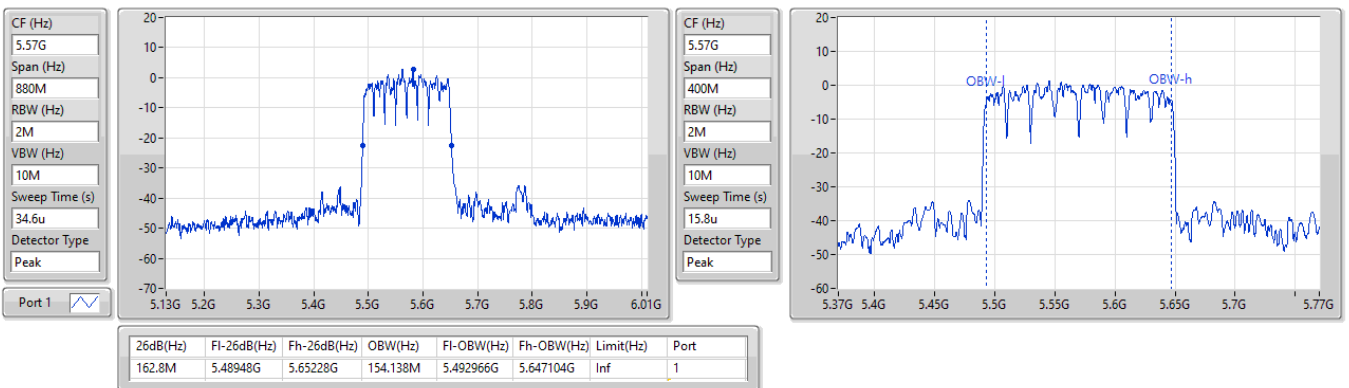 CF (Hz)
5.57G
Span (Hz)
880M
RBW (Hz)
2M
VBW (Hz)
10M
Sweep Time (s)
34.6u
Detector Type
Peak
Port 1
20
10
0
-10
-20
-30
-40
-50
-60
-70
5.13G 5.2G 5.3G 5.4G 5.5G 5.6G 5.7G 5.8G 5.9G 6.01G
CF (Hz)
5.57G
Span (Hz)
400M
RBW (Hz)
2M
VBW (Hz)
10M
Sweep Time (s)
15.8u
Detector Type
Peak
20
10
0
-10
-20
-30
-40
-50
-60
OBW-l OBW-h
5.37G 5.4G 5.45G 5.5G 5.55G 5.6G 5.65G 5.7G 5.77G
26dB(Hz) Fl-26dB(Hz) Fh-26dB(Hz) OBW(Hz) Fl-OBW(Hz) Fh-OBW(Hz) Limit(Hz) Port
162.8M 5.48948G 5.65228G 154.138M 5.492966G 5.647104G Inf 1